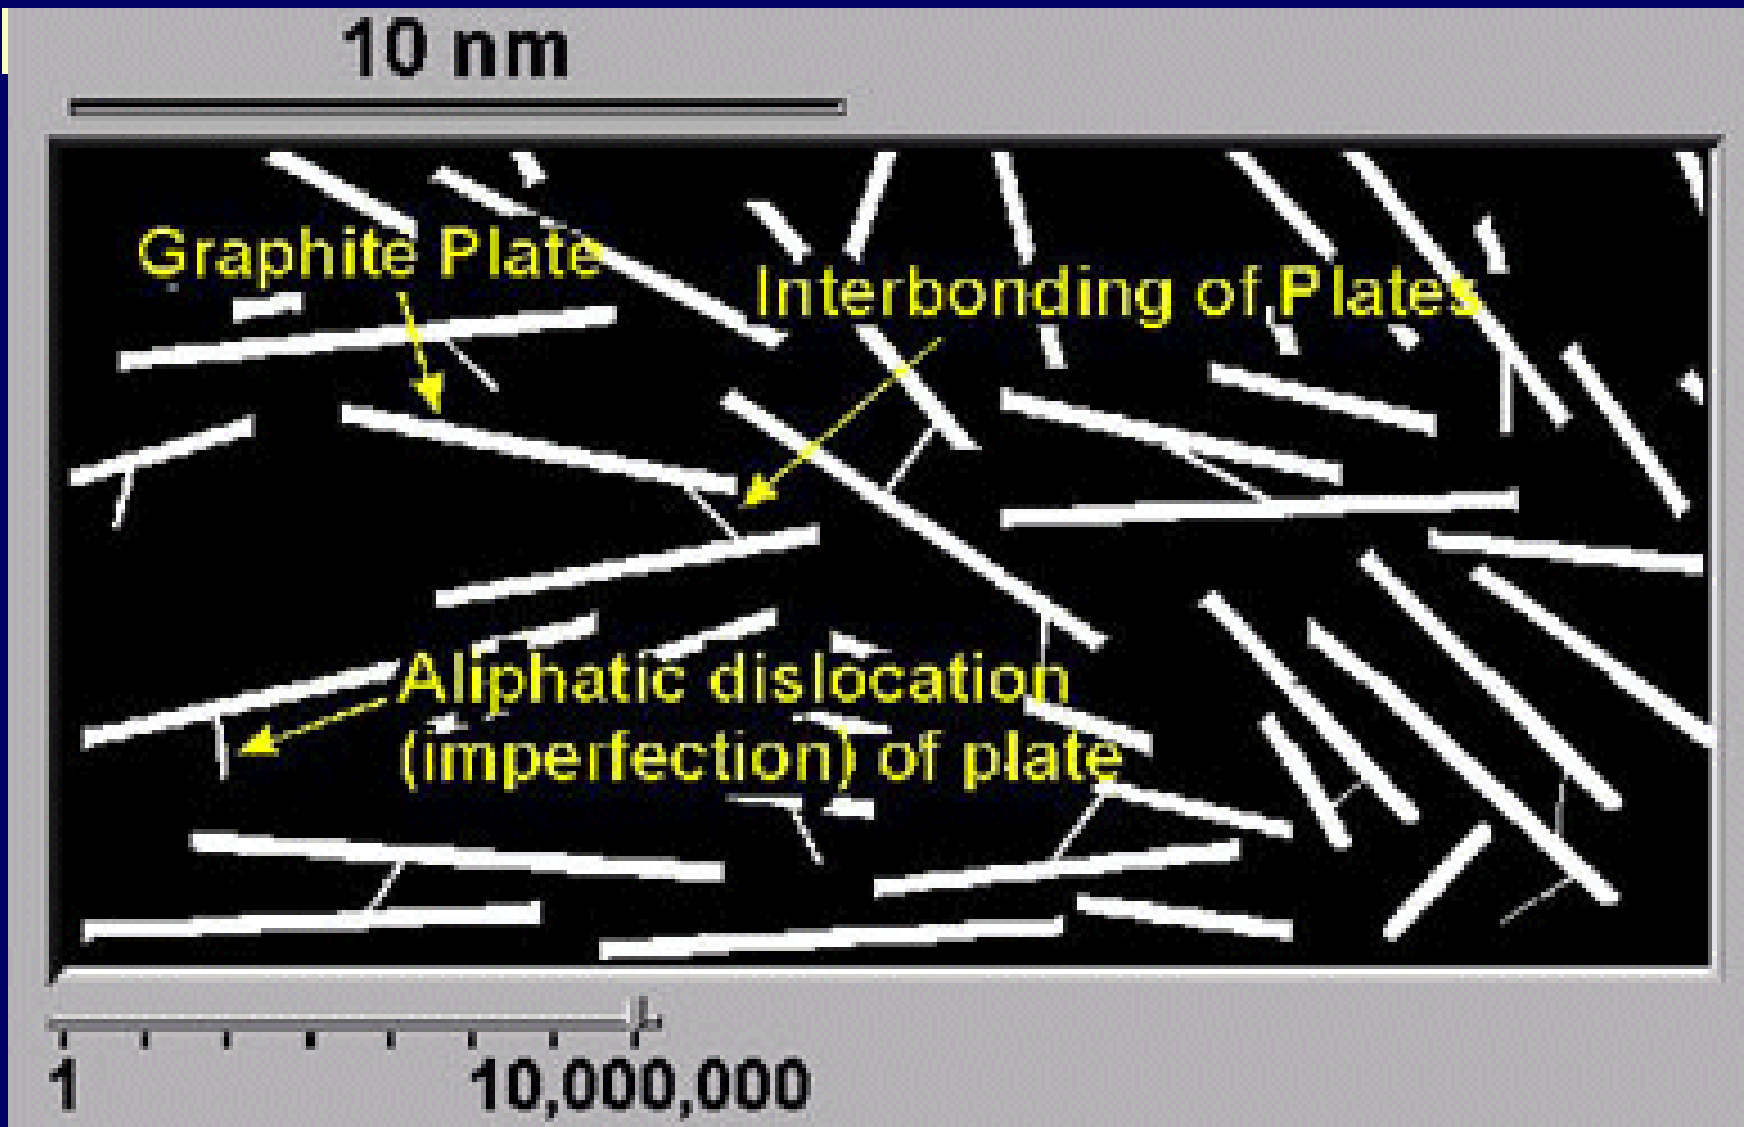 10 nm
Graphite Plate
Interbonding of Plates
Aliphatic dislocation
(imperfection) of plate
1
10,000,000